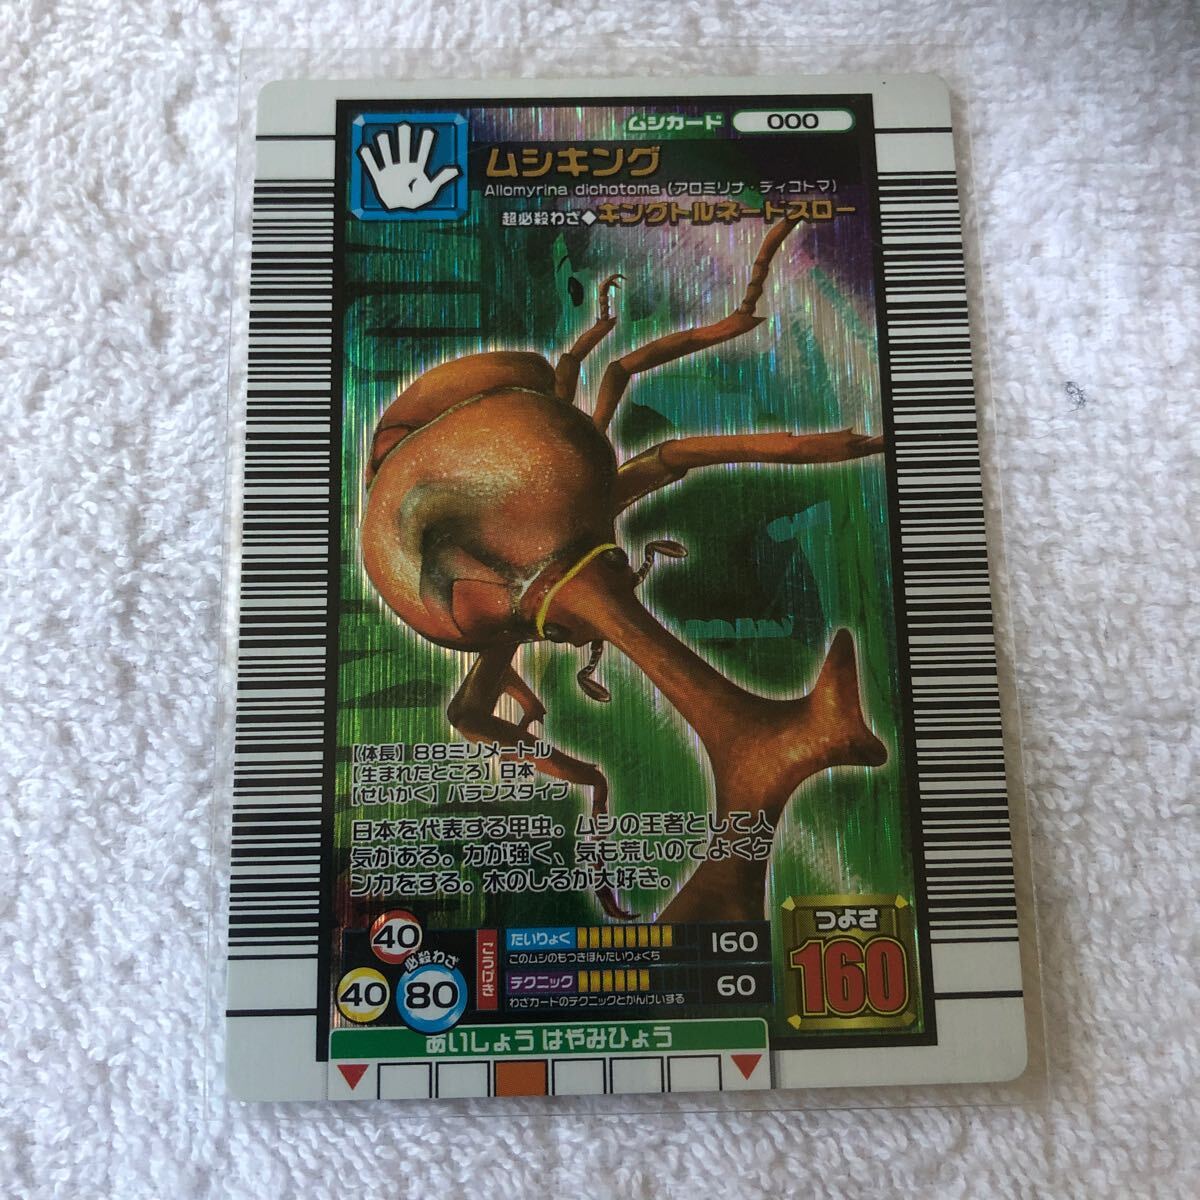 ムシカード 000
ムシキング
Allomyrina dichotoma (アロミリナ・ディコトマ)
超必殺わざ◆キングトルネードスロー
【体長】88ミリメートル
【生まれたところ】日本
【せいかく】バランスタイプ
日本を代表する甲虫。ムシの王者として人
気がある。力が強く、気も荒いのでよくケ
ンカをする。木のしるが大好き。
40
40
必殺わざ
80
こうげき
たいりょく 160
このムシのもつきほんたいりょくち
テクニック 60
わざカードのテクニックとかんけいする
つよさ
160
あいしょう はやみひょう